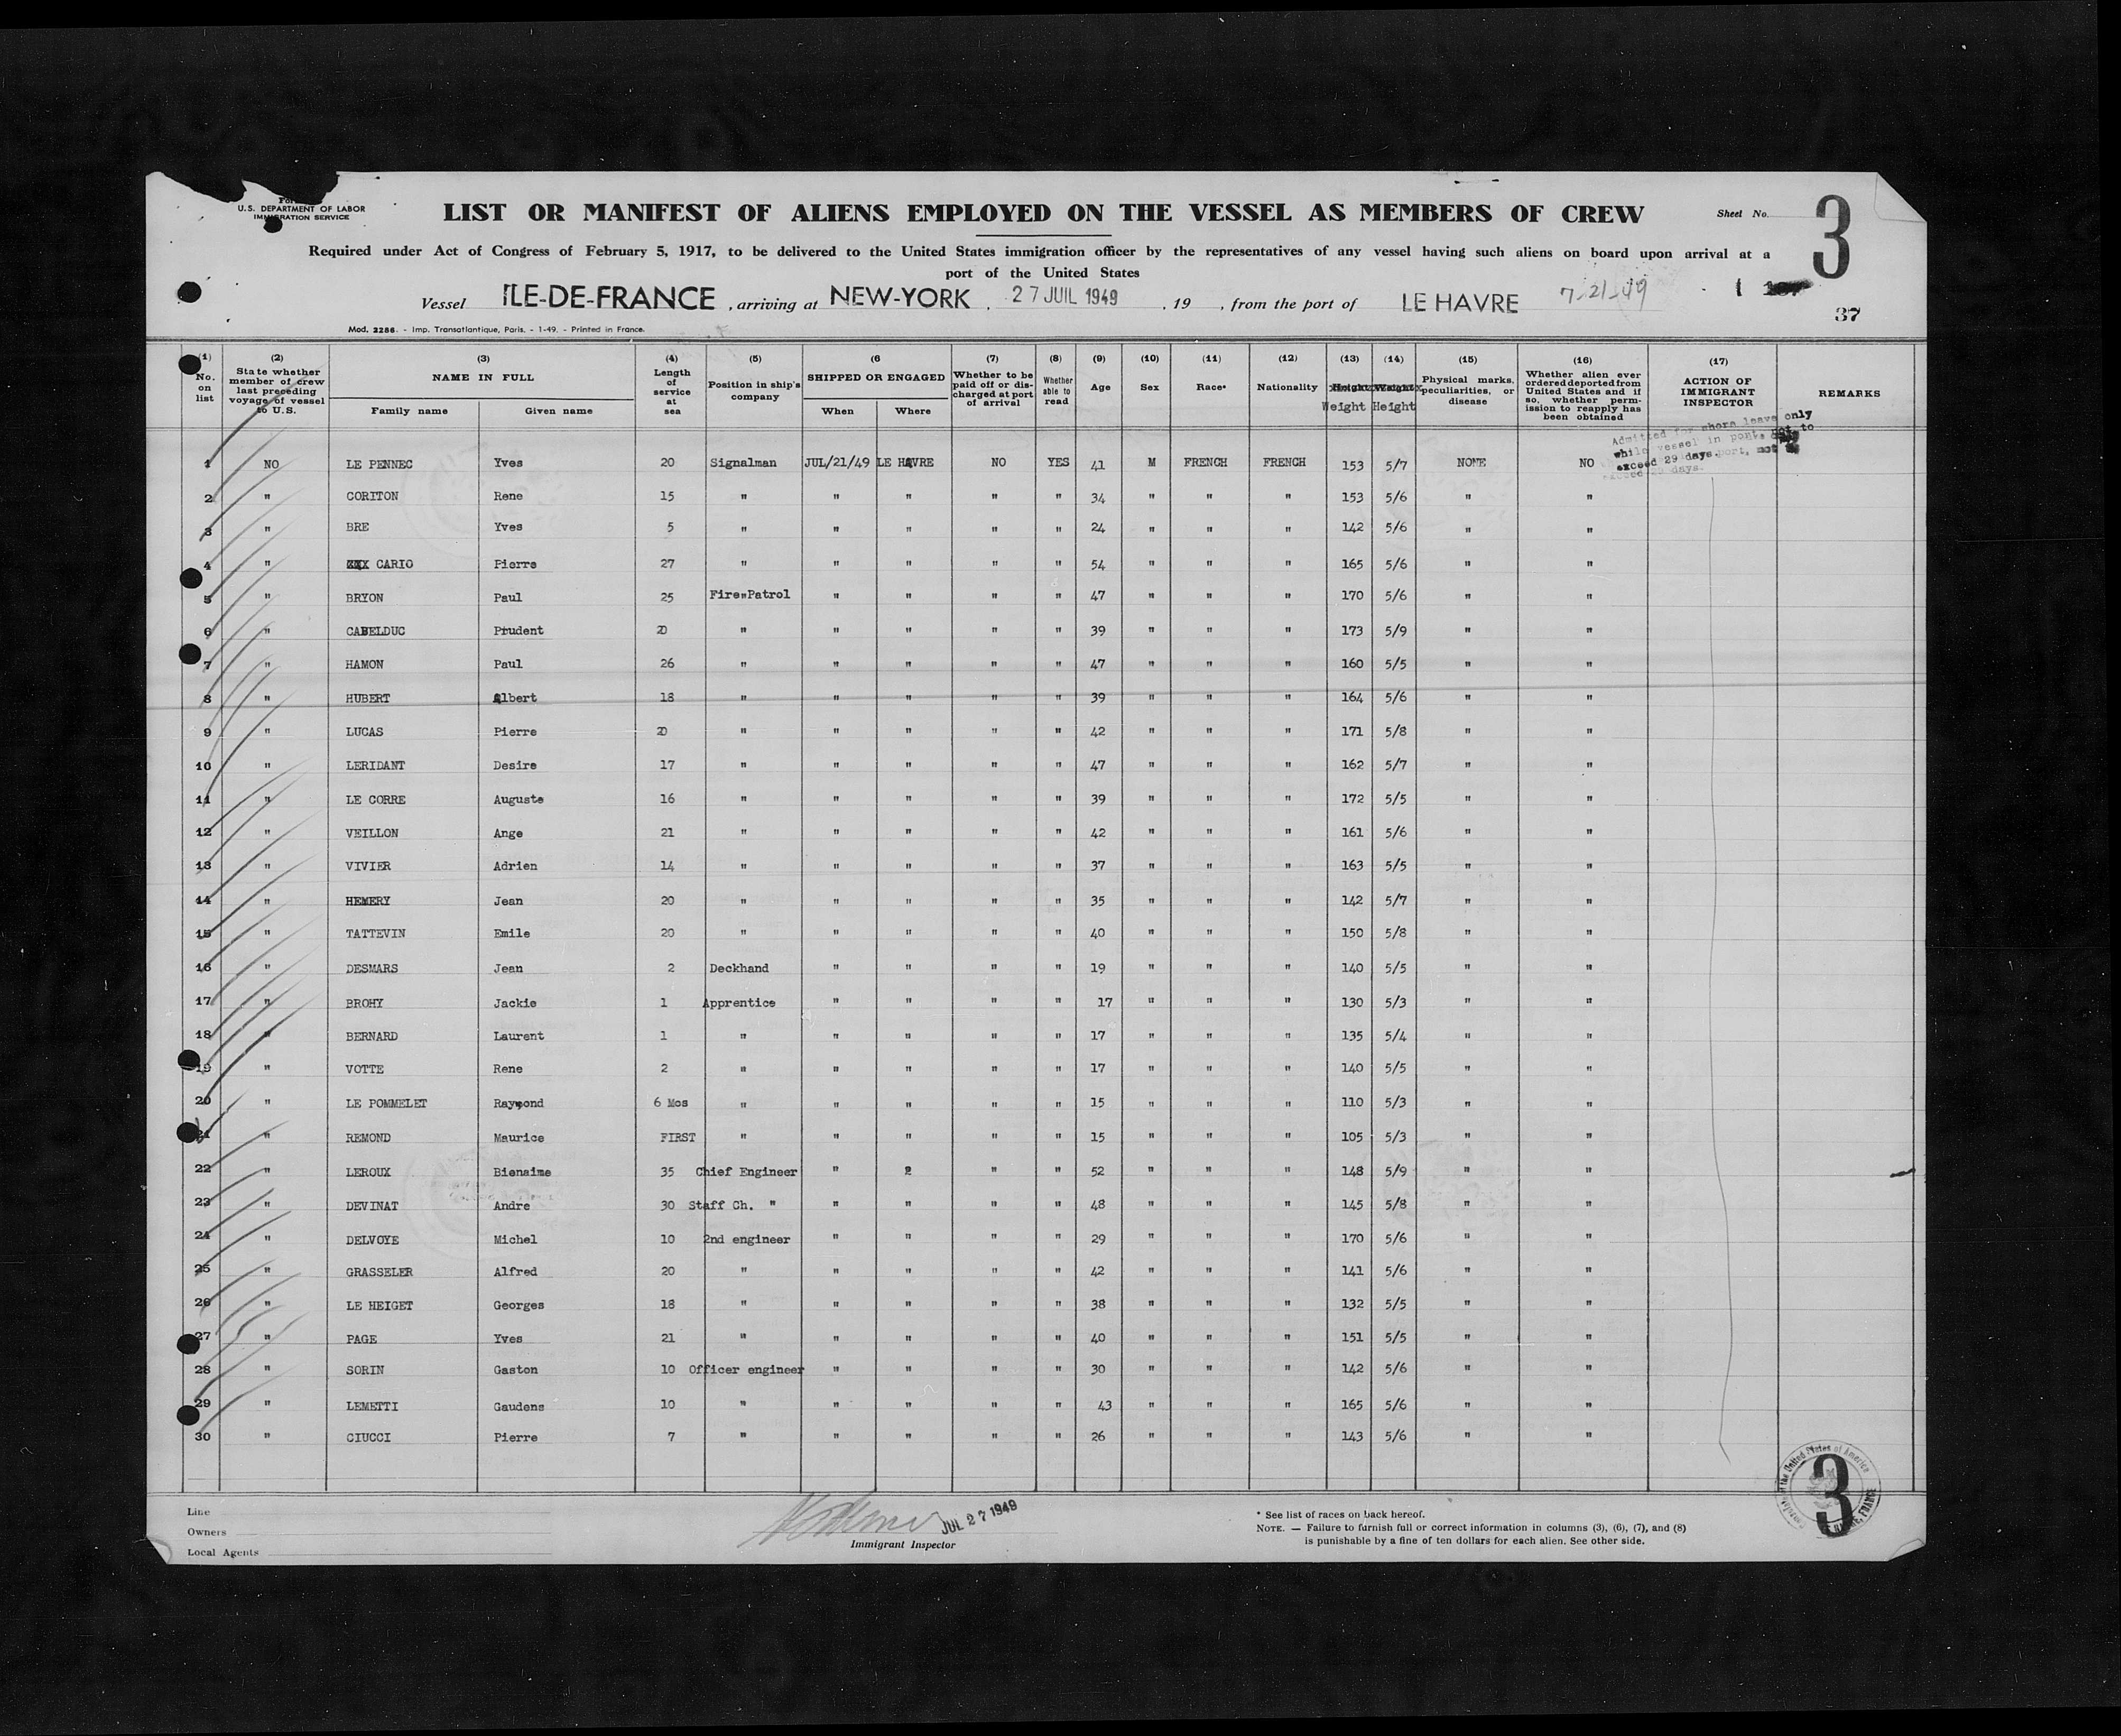 U.S. DEPARTMENT OF LABOR
IMMIGRATION SERVICE
LIST OR MANIFEST OF ALIENS EMPLOYED ON THE VESSEL AS MEMBERS OF CREW
Sheet No. 3
Required under Act of Congress of February 5, 1917, to be delivered to the United States immigration officer by the representatives of any vessel having such aliens on board upon arrival at a
port of the United States
Vessel ILE-DE-FRANCE, arriving at NEW-YORK, 27 JUIL 1949, 19 , from the port of LE HAVRE 7-21-49
37
Mod. 2286. - Imp. Transatlantique, Paris. - 1-49. - Printed in France.
(1) No. on list
(2) State whether member of crew last preceding voyage of vessel to U.S.
(3) NAME IN FULL Family name Given name
(4) Length of service at sea
(5) Position in ship's company
(6 SHIPPED OR ENGAGED When Where
(7) Whether to be paid off or discharged at port of arrival
(8) Whether able to read
(9) Age
(10) Sex
(11) Race*
(12) Nationality
(13) Height Weight
(14) Weight Height
(15) Physical marks, peculiarities, or disease
(16) Whether alien ever ordered deported from United States and if so, whether permission to reapply has been obtained
(17) ACTION OF IMMIGRANT INSPECTOR
REMARKS
Admitted for shore leave only
while vessel in port, not to
exceed 29 days.
1 NO LE PENNEC Yves 20 Signalman JUL/21/49 LE HAVRE NO YES 41 M FRENCH FRENCH 153 5/7 NONE NO
2 " CORITON Rene 15 " " " " " 34 " " " 153 5/6 " "
3 " BRE Yves 5 " " " " " 24 " " " 142 5/6 " "
4 " CARIO Pierre 27 " " " " " 54 " " " 165 5/6 " "
5 " BRYON Paul 25 Fire-Patrol " " " " 47 " " " 170 5/6 " "
6 " CABELDUC Prudent 20 " " " " " 39 " " " 173 5/9 " "
7 " HAMON Paul 26 " " " " " 47 " " " 160 5/5 " "
8 " HUBERT Albert 18 " " " " " 39 " " " 164 5/6 " "
9 " LUCAS Pierre 20 " " " " " 42 " " " 171 5/8 " "
10 " LERIDANT Desire 17 " " " " " 47 " " " 162 5/7 " "
11 " LE CORRE Auguste 16 " " " " " 39 " " " 172 5/5 " "
12 " VEILLON Ange 21 " " " " " 42 " " " 161 5/6 " "
13 " VIVIER Adrien 14 " " " " " 37 " " " 163 5/5 " "
14 " HEMERY Jean 20 " " " " " 35 " " " 142 5/7 " "
15 " TATTEVIN Emile 20 " " " " " 40 " " " 150 5/8 " "
16 " DESMARS Jean 2 Deckhand " " " " 19 " " " 140 5/5 " "
17 " BROHY Jackie 1 Apprentice " " " " 17 " " " 130 5/3 " "
18 " BERNARD Laurent 1 " " " " " 17 " " " 135 5/4 " "
19 " VOTTE Rene 2 " " " " " 17 " " " 140 5/5 " "
20 " LE POMMELET Raymond 6 Mos " " " " " 15 " " " 110 5/3 " "
21 " REMOND Maurice FIRST " " " " " 15 " " " 105 5/3 " "
22 " LEROUX Bienaime 35 Chief Engineer " " " " 52 " " " 148 5/9 " "
23 " DEVINAT Andre 30 Staff Ch. " " " " " 48 " " " 145 5/8 " "
24 " DELVOYE Michel 10 2nd engineer " " " " 29 " " " 170 5/6 " "
25 " GRASSELER Alfred 20 " " " " " 42 " " " 141 5/6 " "
26 " LE HEIGET Georges 18 " " " " " 38 " " " 132 5/5 " "
27 " PAGE Yves 21 " " " " " 40 " " " 151 5/5 " "
28 " SORIN Gaston 10 Officer engineer " " " " 30 " " " 142 5/6 " "
29 " LEMETTI Gaudens 10 " " " " " 43 " " " 165 5/6 " "
30 " CIUCCI Pierre 7 " " " " " 26 " " " 143 5/6 " "
Line
Owners
Local Agents
JUL 27 1949
Immigrant Inspector
* See list of races on back hereof.
NOTE. — Failure to furnish full or correct information in columns (3), (6), (7), and (8)
is punishable by a fine of ten dollars for each alien. See other side.
3